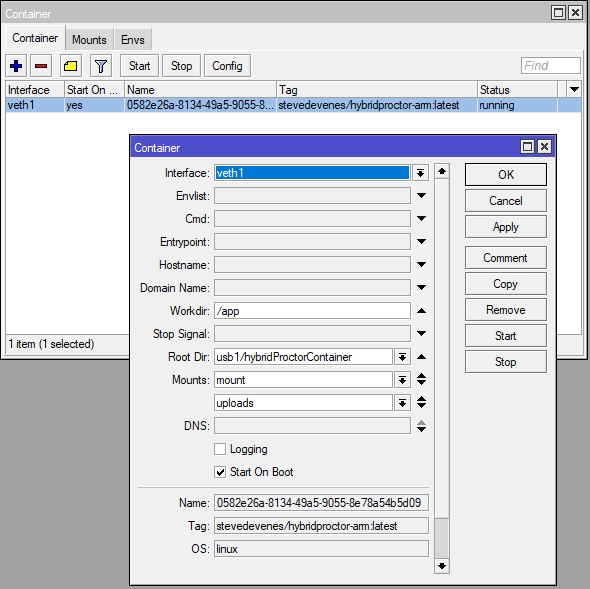 Container
Container Mounts Envs
Start Stop Config Find
Interface Start On ... Name Tag Status
veth1 yes 0582e26a-8134-49a5-9055-8... stevedevenes/hybridproctor-arm:latest running
Container
Interface: veth1 OK
Envlist: Cancel
Cmd: Apply
Entrypoint:
Hostname: Comment
Domain Name: Copy
Workdir: /app Remove
Stop Signal: Start
Root Dir: usb1/hybridProctorContainer Stop
Mounts: mount
uploads
DNS:
Logging
Start On Boot
Name: 0582e26a-8134-49a5-9055-8e78a54b5d09
Tag: stevedevenes/hybridproctor-arm:latest
OS: linux
1 item (1 selected)